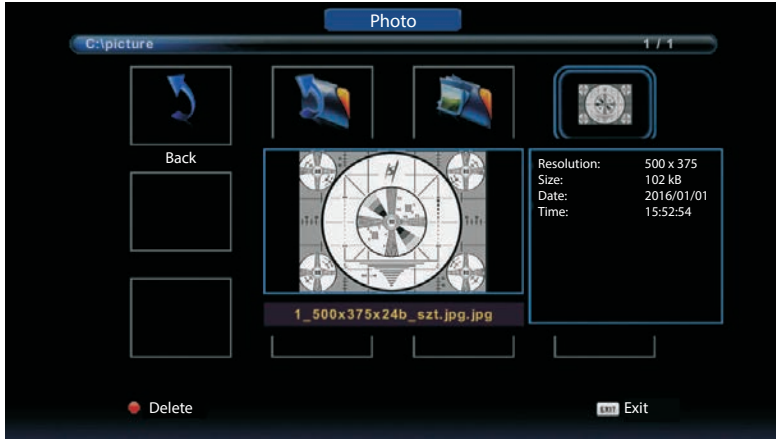 Photo
C:\picture
1 / 1
Back
Resolution: 500 x 375
Size: 102 kB
Date: 2016/01/01
Time: 15:52:54
1_500x375x24b_szt.jpg.jpg
Delete
EXIT Exit